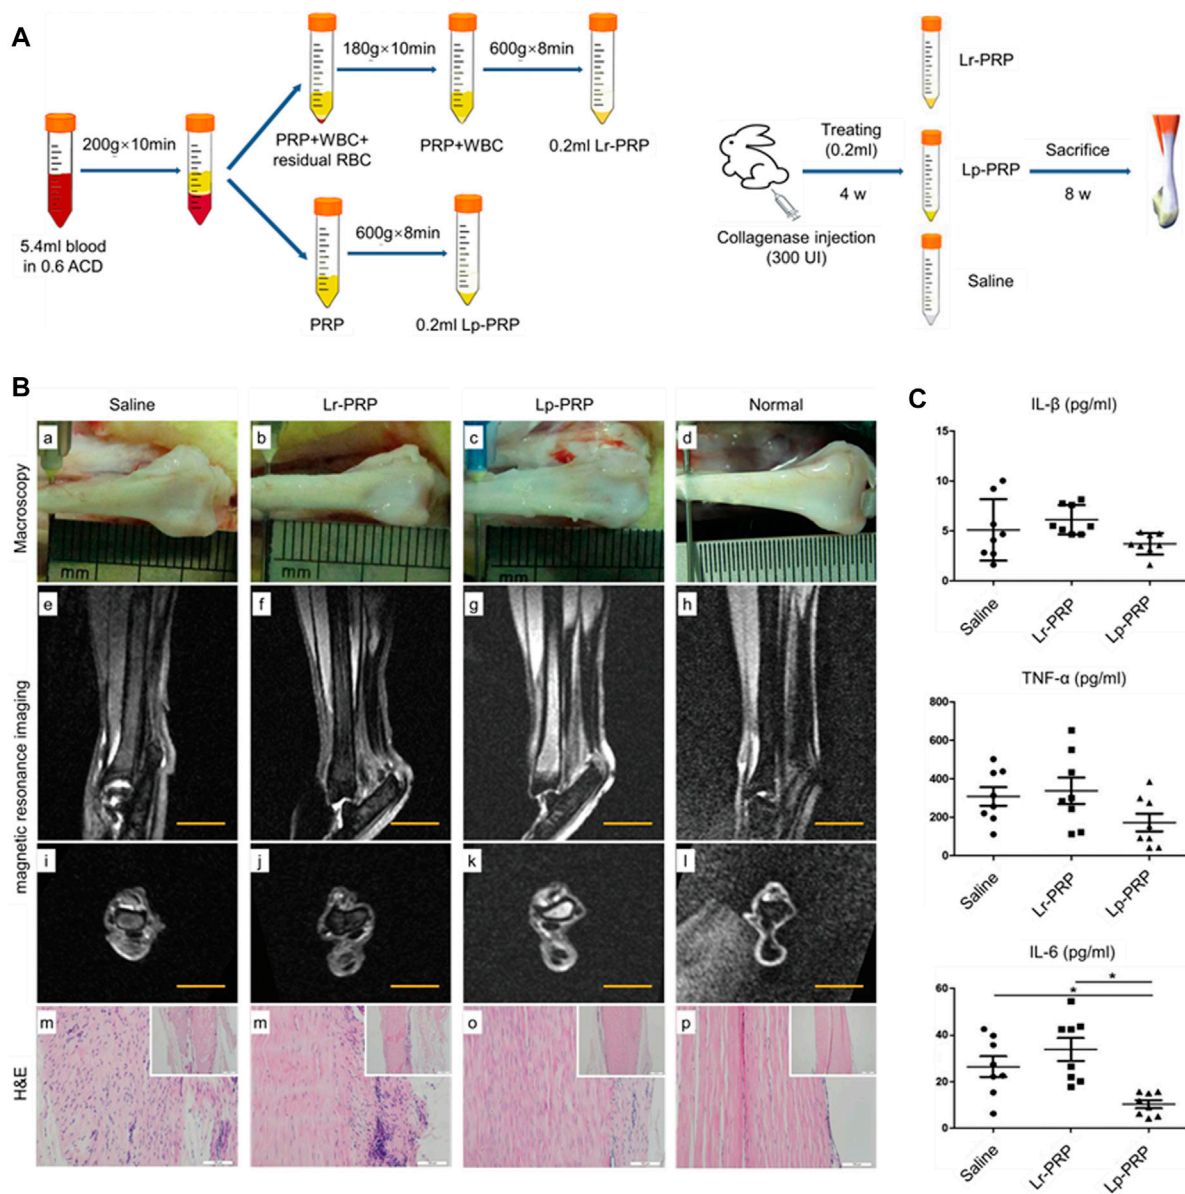 A
200g×10min
5.4ml blood
in 0.6 ACD
180g×10min
600g×8min
PRP+WBC+
residual RBC
PRP+WBC
0.2ml Lr-PRP
600g×8min
PRP
0.2ml Lp-PRP
Collagenase injection
(300 UI)
Treating
(0.2ml)
4 w
Lr-PRP
Lp-PRP
Saline
Sacrifice
8 w
B
Saline
Lr-PRP
Lp-PRP
Normal
Macroscopy
a
b
c
d
mm
mm
magnetic resonance imaging
e
f
g
h
i
j
k
l
H&E
m
m
o
p
C
IL-β (pg/ml)
15
10
5
0
Saline
Lr-PRP
Lp-PRP
TNF-α (pg/ml)
800
600
400
200
0
Saline
Lr-PRP
Lp-PRP
IL-6 (pg/ml)
60
40
20
0
*
*
Saline
Lr-PRP
Lp-PRP